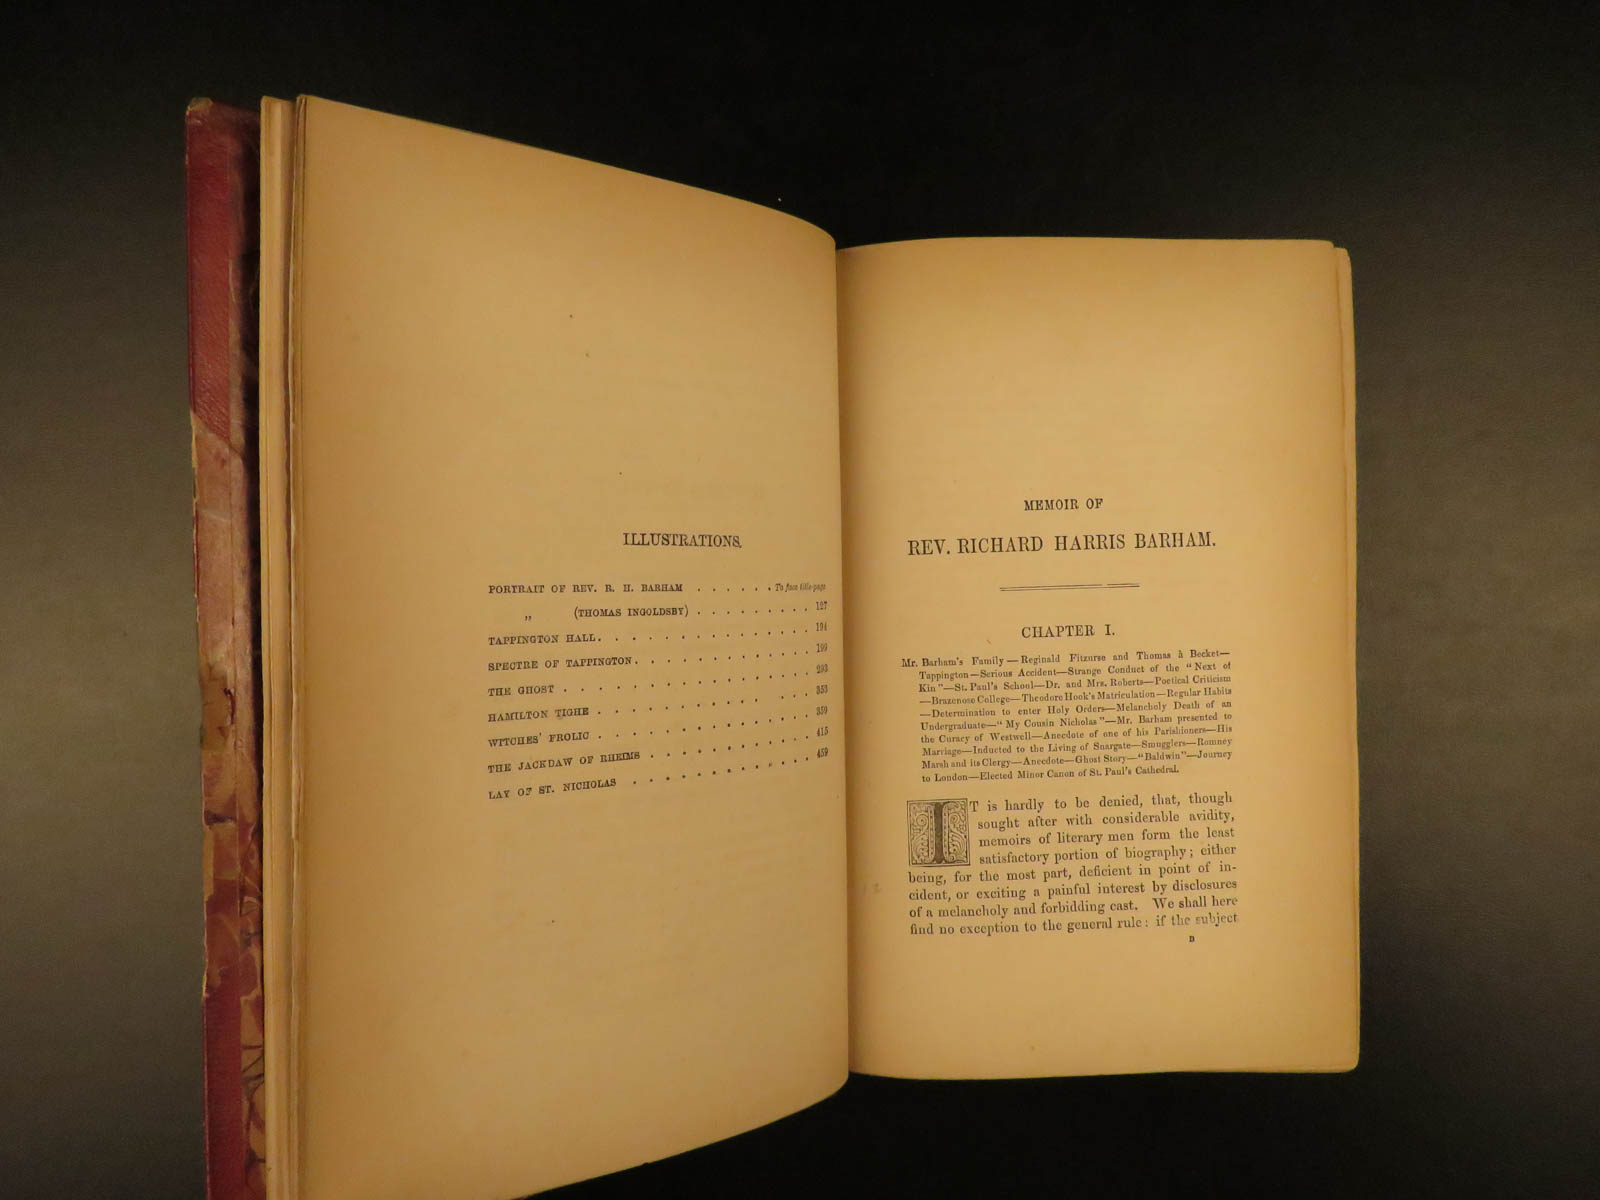 ILLUSTRATIONS.
PORTRAIT OF REV. R. H. BARHAM . . . . . . To face title-page
„ (THOMAS INGOLDSBY) . . . . . . . . . 127
TAPPINGTON HALL. . . . . . . . . . . . . . 194
SPECTRE OF TAPPINGTON. . . . . . . . . . . 199
THE GHOST . . . . . . . . . . . . . . . 293
HAMILTON TIGHE . . . . . . . . . . . 353
WITCHES' FROLIC . . . . . . . . . . . . 359
THE JACKDAW OF RHEIMS . . . . . . . . . . 415
LAY OF ST. NICHOLAS . . . . . . . . . . . 459
MEMOIR OF
REV. RICHARD HARRIS BARHAM.
CHAPTER I.
Mr. Barham's Family—Reginald Fitzurse and Thomas à Becket—
Tappington—Serious Accident—Strange Conduct of the "Next of
Kin"—St. Paul's School—Dr. and Mrs. Roberts—Poetical Criticism
—Brazenose College—Theodore Hook's Matriculation—Regular Habits
—Determination to enter Holy Orders—Melancholy Death of an
Undergraduate—"My Cousin Nicholas"—Mr. Barham presented to
the Curacy of Westwell—Anecdote of one of his Parishioners—His
Marriage—Inducted to the Living of Snargate—Smugglers—Romney
Marsh and its Clergy—Anecdote—Ghost Story—"Baldwin"—Journey
to London—Elected Minor Canon of St. Paul's Cathedral.
IT is hardly to be denied, that, though
sought after with considerable avidity,
memoirs of literary men form the least
satisfactory portion of biography; either
being, for the most part, deficient in point of in-
cident, or exciting a painful interest by disclosures
of a melancholy and forbidding cast. We shall here
find no exception to the general rule: if the subject
B